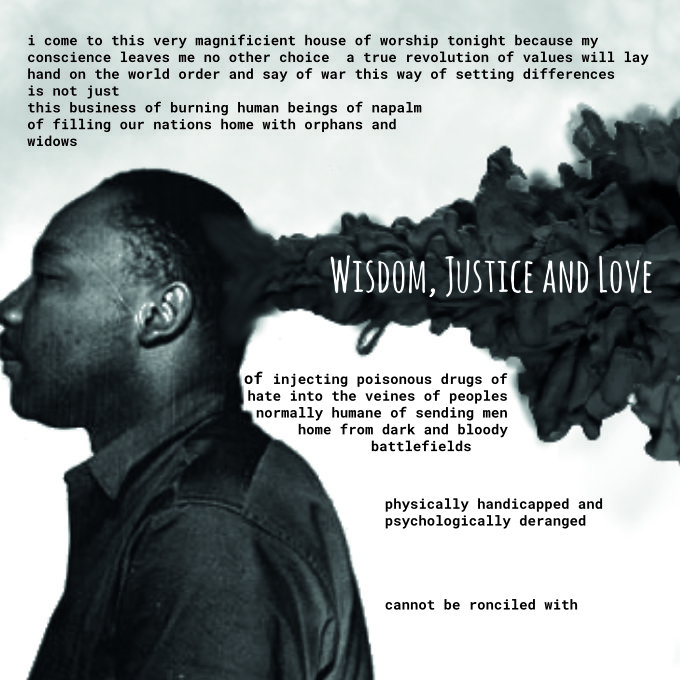 i come to this very magnificient house of worship tonight because my
conscience leaves me no other choice  a true revolution of values will lay
hand on the world order and say of war this way of setting differences
is not just
this business of burning human beings of napalm
of filling our nations home with orphans and
widows
Wisdom, Justice and Love
of injecting poisonous drugs of
hate into the veines of peoples
normally humane of sending men
home from dark and bloody
battlefields
physically handicapped and
psychologically deranged
cannot be ronciled with